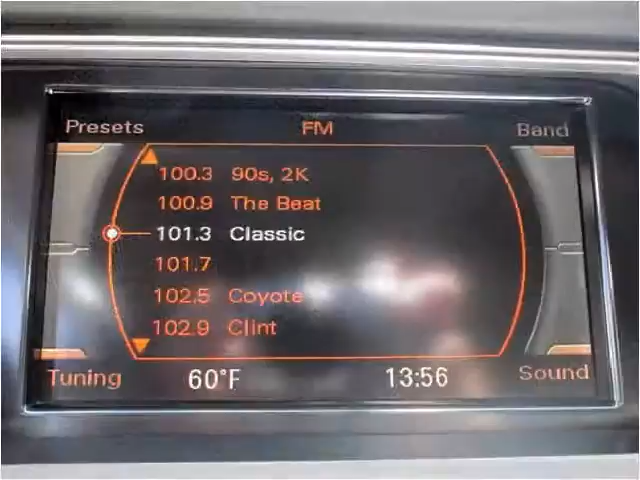 Presets FM Band
100.3 90s, 2K
100.9 The Beat
101.3 Classic
101.7
102.5 Coyote
102.9 Clint
Tuning 60°F 13:56 Sound